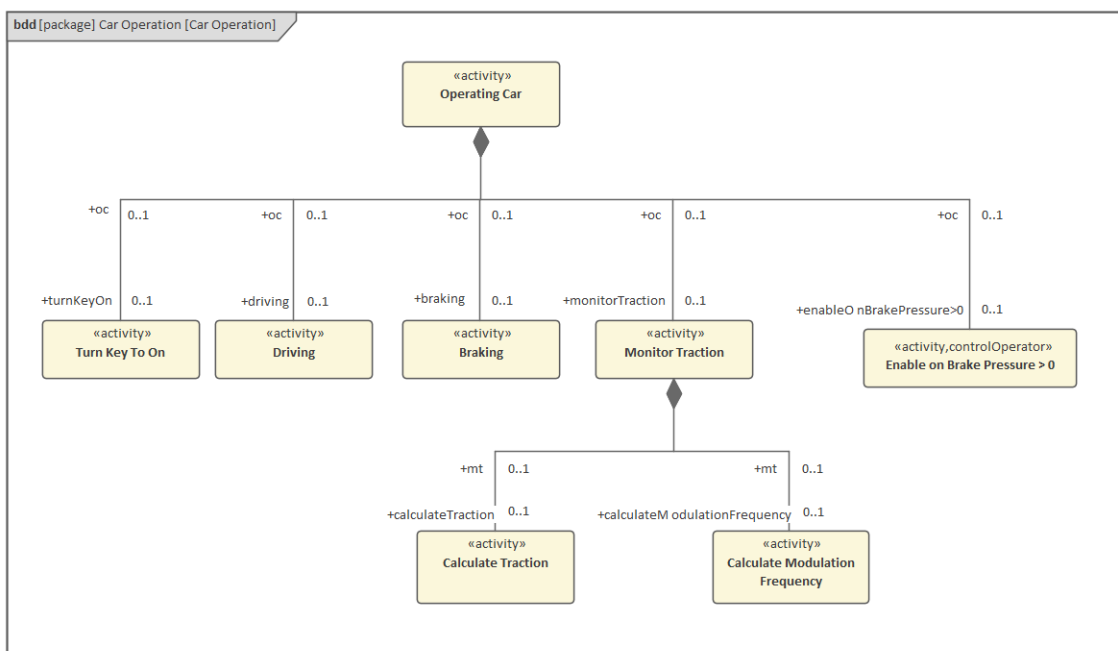 bdd [package] Car Operation [Car Operation]
«activity»
Operating Car
+oc 0..1 +oc 0..1 +oc 0..1 +oc 0..1 +oc 0..1
+turnKeyOn 0..1 +driving 0..1 +braking 0..1 +monitorTraction 0..1 +enableO nBrakePressure>0 0..1
«activity»
Turn Key To On
«activity»
Driving
«activity»
Braking
«activity»
Monitor Traction
«activity,controlOperator»
Enable on Brake Pressure > 0
+mt 0..1 +mt 0..1
+calculateTraction 0..1 +calculateM odulationFrequency 0..1
«activity»
Calculate Traction
«activity»
Calculate Modulation
Frequency